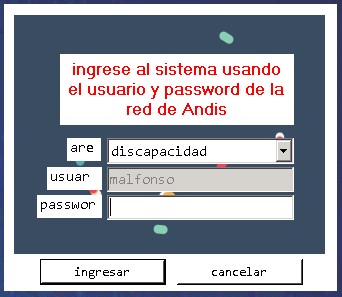 ingrese al sistema usando
el usuario y password de la
red de Andis
are discapacidad
usuar malfonso
passwor
ingresar cancelar